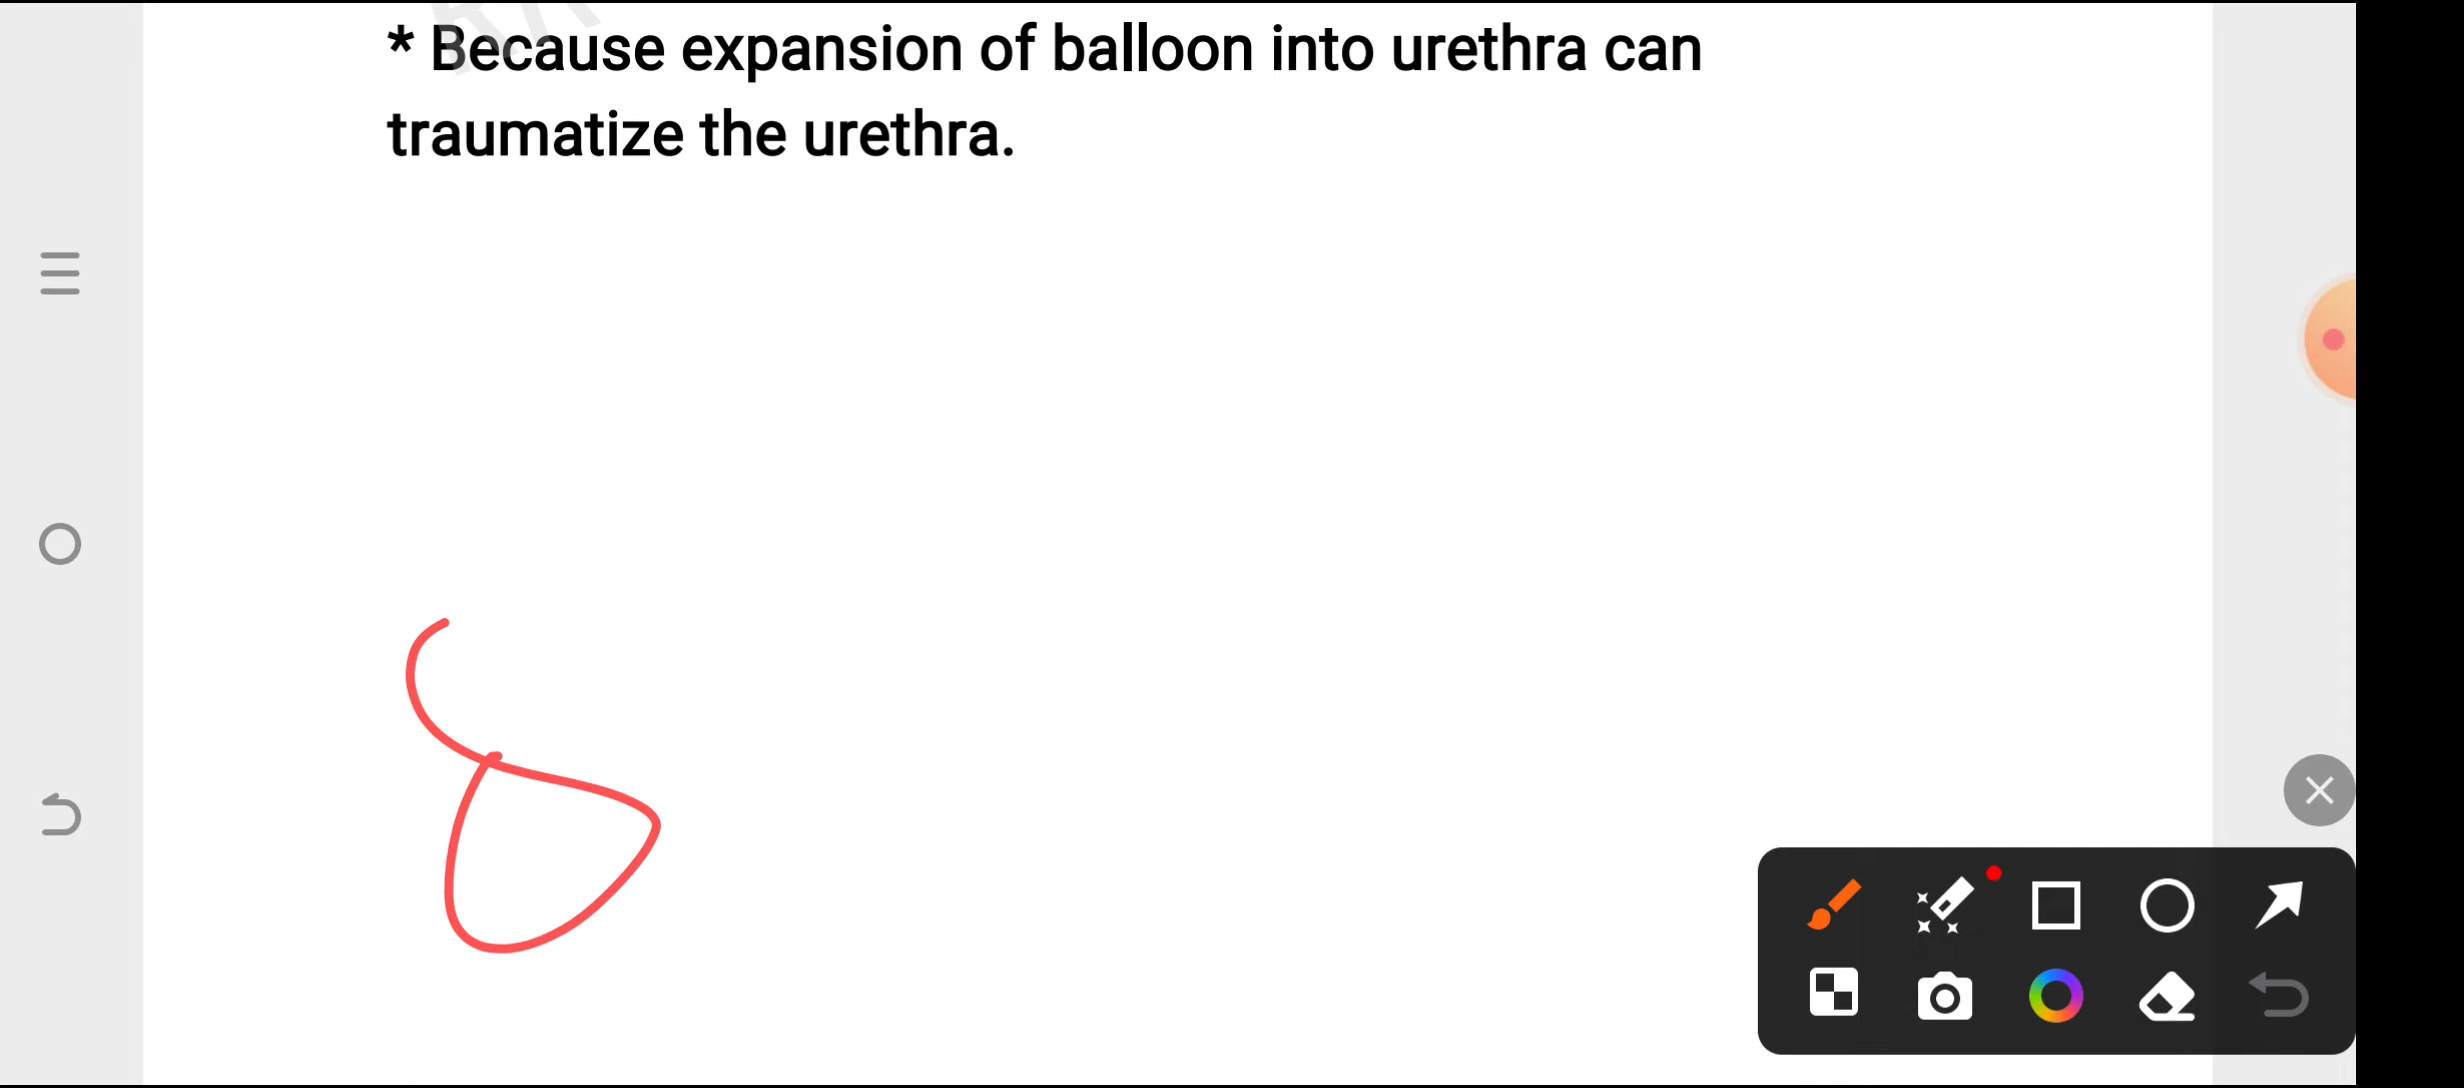 * Because expansion of balloon into urethra can
traumatize the urethra.